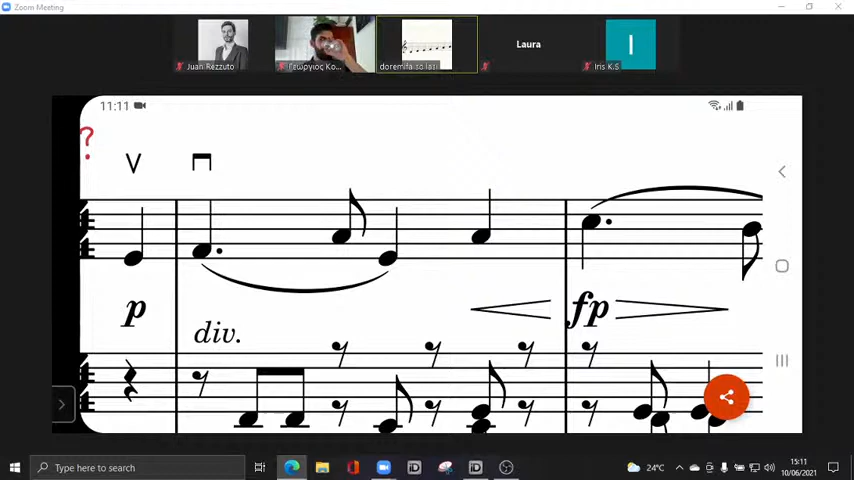 Zoom Meeting
Juan Rezzuto
Γεώργιος Κο...
doremifa.so.lasi
Laura
I
Iris K.S
11:11
?
p
fp
div.
Type here to search
24°C
15:11
10/06/2021